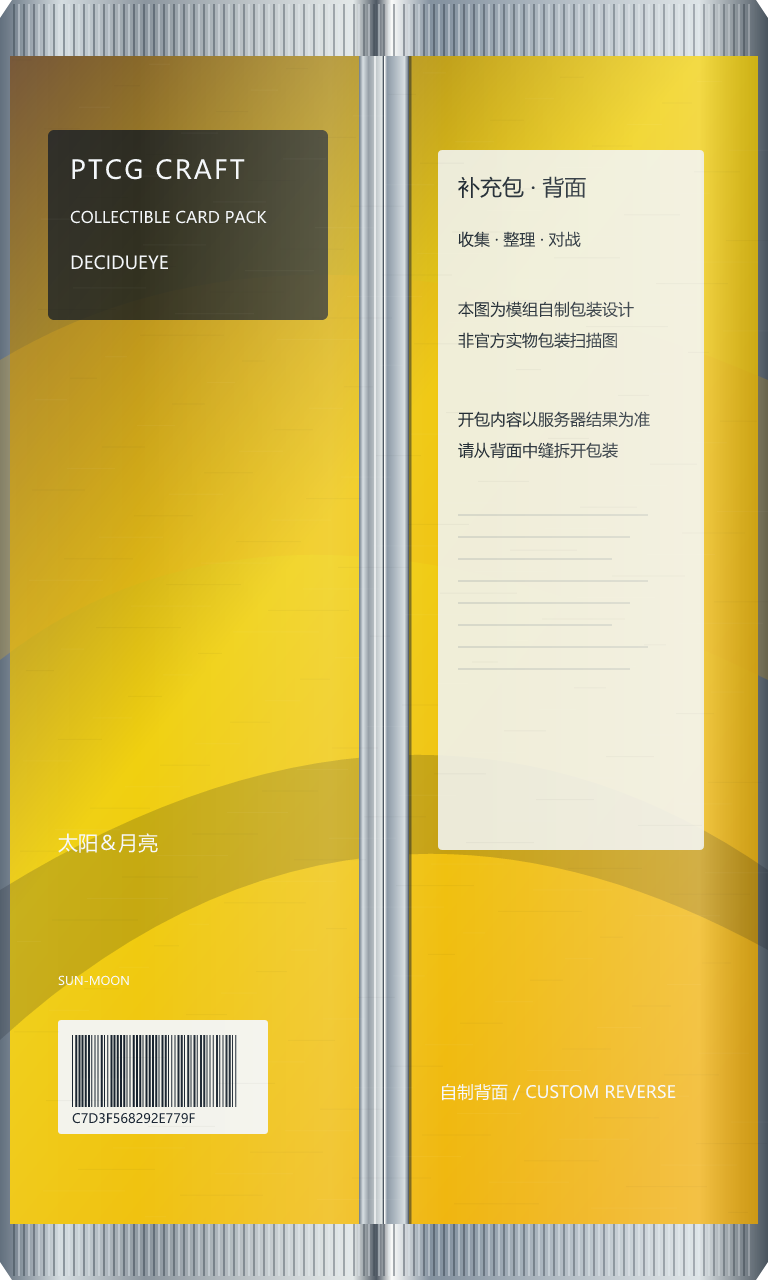 PTCG CRAFT
COLLECTIBLE CARD PACK
DECIDUEYE
太阳&月亮
SUN-MOON
C7D3F568292E779F
补充包 · 背面
收集 · 整理 · 对战
本图为模组自制包装设计
非官方实物包装扫描图
开包内容以服务器结果为准
请从背面中缝拆开包装
自制背面 / CUSTOM REVERSE